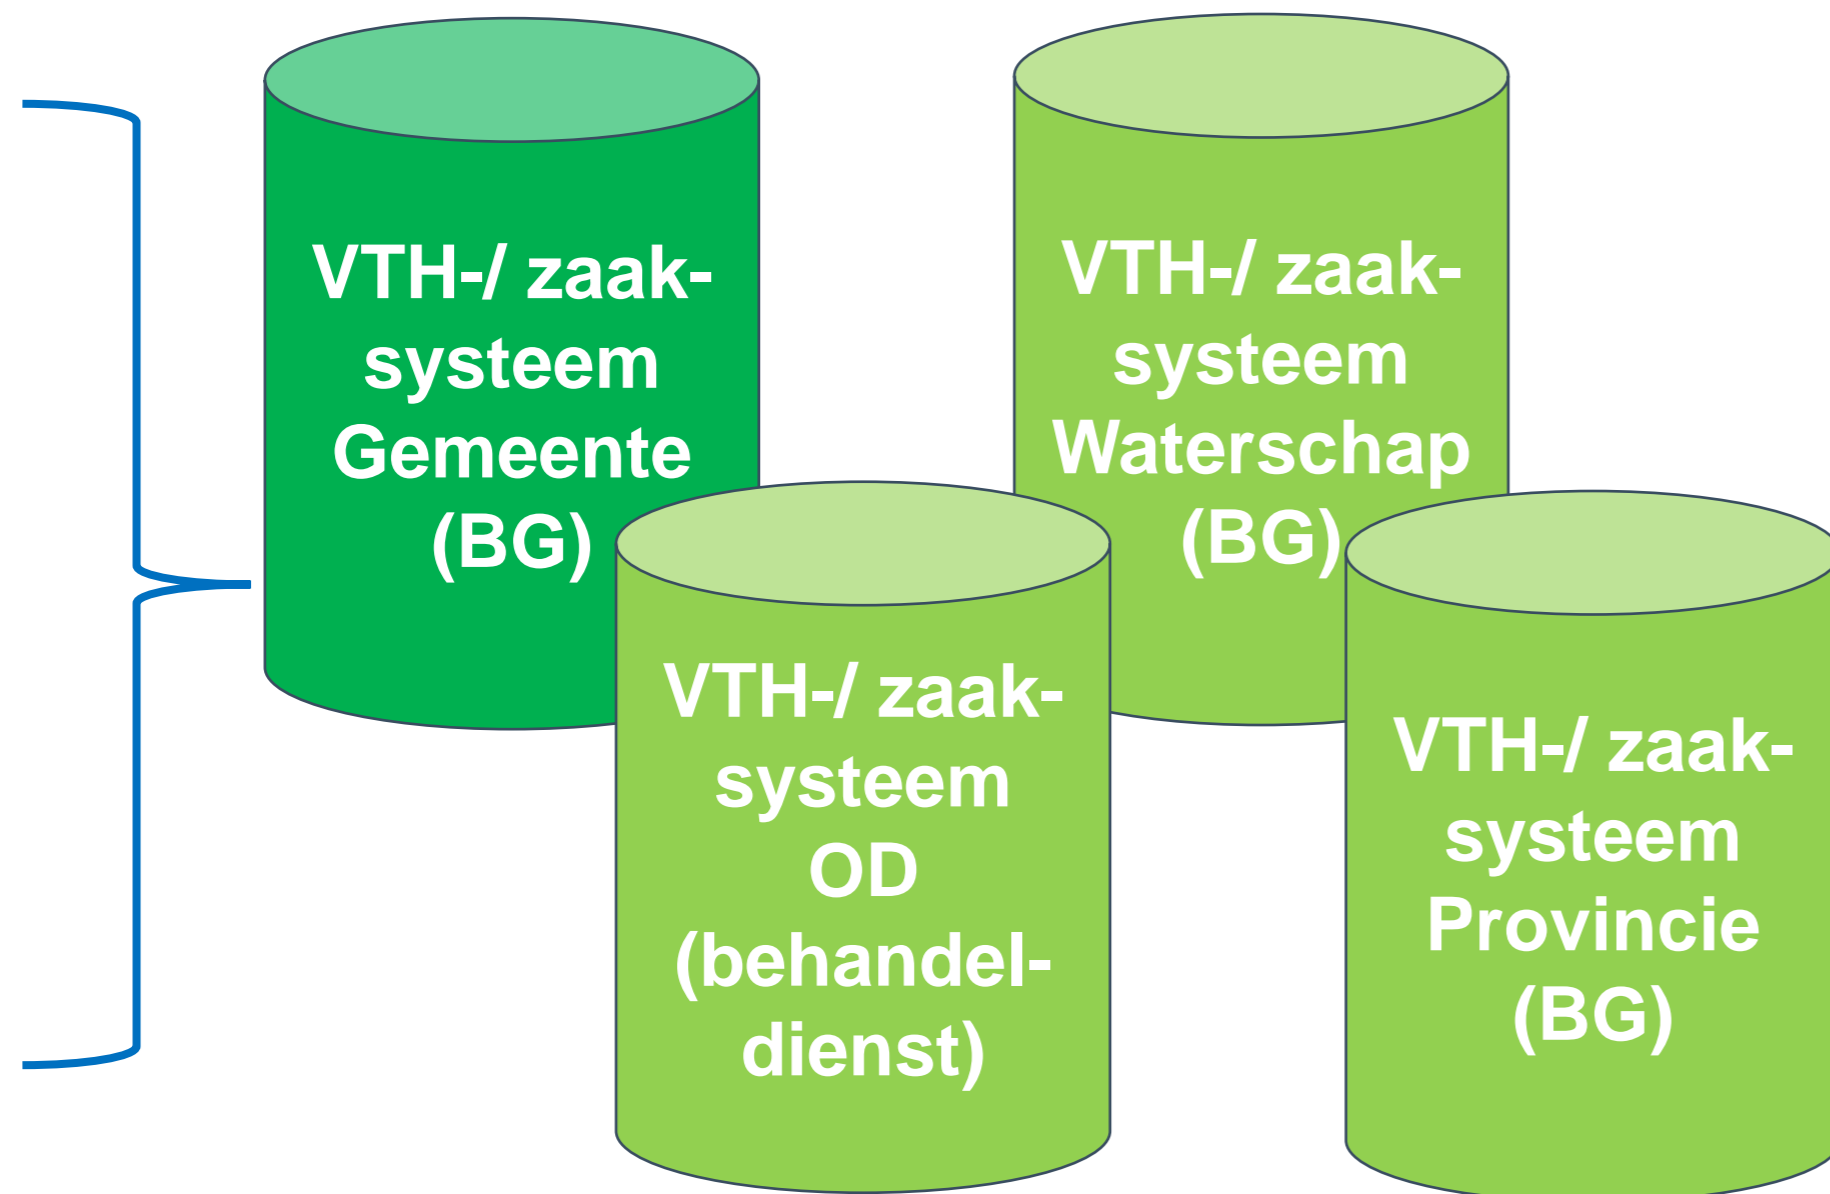 VTH-/ zaak-
systeem
Gemeente
(BG)
VTH-/ zaak-
systeem
Waterschap
(BG)
VTH-/ zaak-
systeem
OD
(behandel-
dienst)
VTH-/ zaak-
systeem
Provincie
(BG)